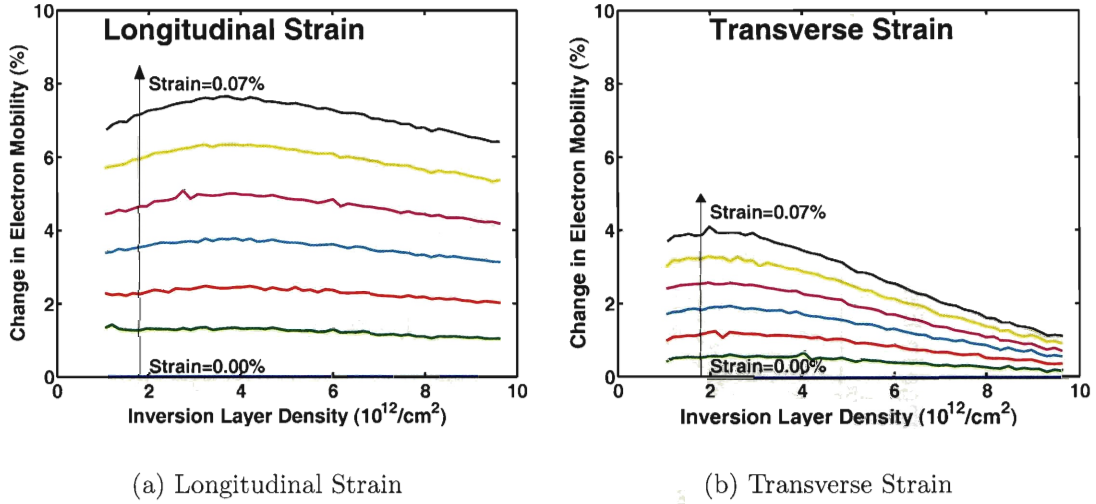 Longitudinal Strain
Change in Electron Mobility (%)
10
8
6
4
2
0
Strain=0.07%
Strain=0.00%
0 2 4 6 8 10
Inversion Layer Density (10^12/cm^2)
(a) Longitudinal Strain
Transverse Strain
Change in Electron Mobility (%)
10
8
6
4
2
0
Strain=0.07%
Strain=0.00%
0 2 4 6 8 10
Inversion Layer Density (10^12/cm^2)
(b) Transverse Strain